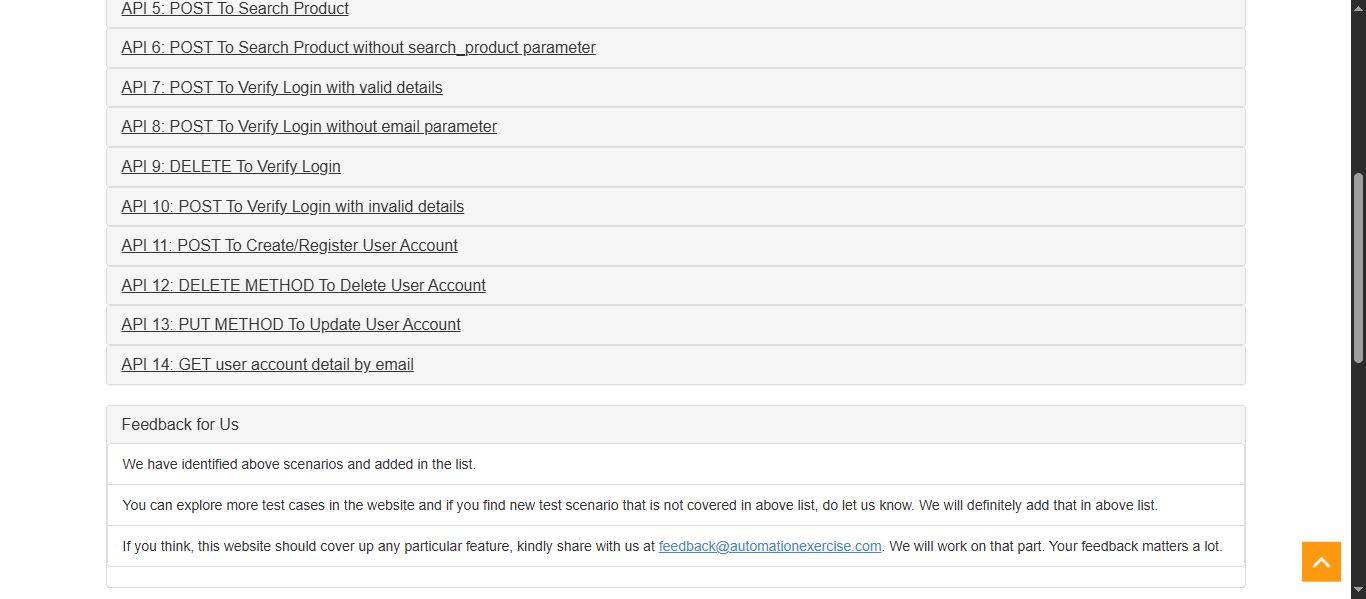 API 5: POST To Search Product
API 6: POST To Search Product without search_product parameter
API 7: POST To Verify Login with valid details
API 8: POST To Verify Login without email parameter
API 9: DELETE To Verify Login
API 10: POST To Verify Login with invalid details
API 11: POST To Create/Register User Account
API 12: DELETE METHOD To Delete User Account
API 13: PUT METHOD To Update User Account
API 14: GET user account detail by email
Feedback for Us
We have identified above scenarios and added in the list.
You can explore more test cases in the website and if you find new test scenario that is not covered in above list, do let us know. We will definitely add that in above list.
If you think, this website should cover up any particular feature, kindly share with us at feedback@automationexercise.com. We will work on that part. Your feedback matters a lot.